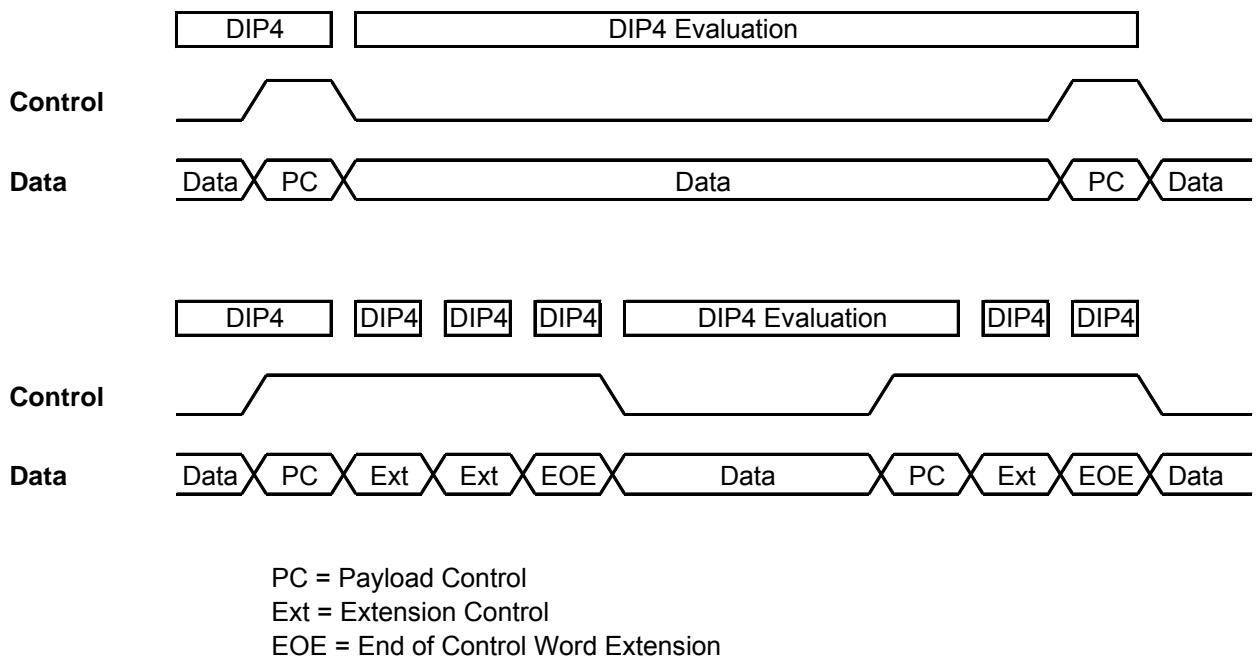 DIP4 DIP4 Evaluation
Control
Data Data PC Data PC Data
DIP4 DIP4 DIP4 DIP4 DIP4 Evaluation DIP4 DIP4
Control
Data Data PC Ext Ext EOE Data PC Ext EOE Data
PC = Payload Control
Ext = Extension Control
EOE = End of Control Word Extension